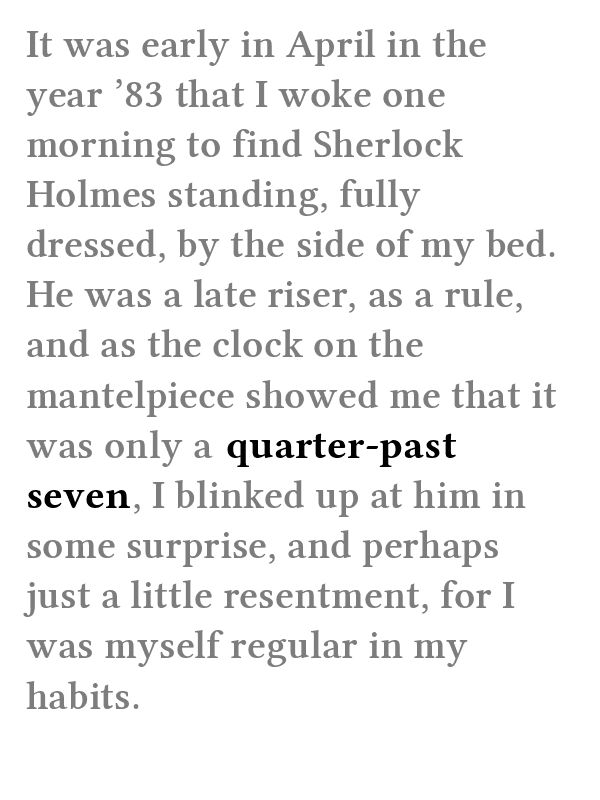 It was early in April in the
year ’83 that I woke one
morning to find Sherlock
Holmes standing, fully
dressed, by the side of my bed.
He was a late riser, as a rule,
and as the clock on the
mantelpiece showed me that it
was only a quarter-past
seven, I blinked up at him in
some surprise, and perhaps
just a little resentment, for I
was myself regular in my
habits.